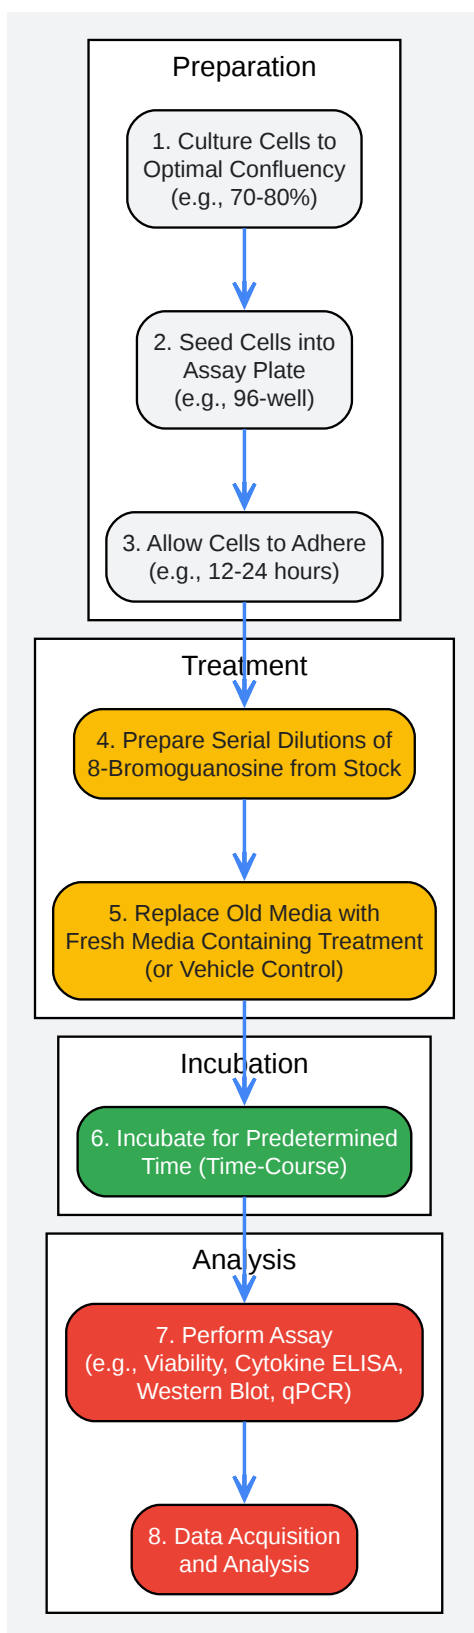 Preparation
1. Culture Cells to
Optimal Confluency
(e.g., 70-80%)
2. Seed Cells into
Assay Plate
(e.g., 96-well)
3. Allow Cells to Adhere
(e.g., 12-24 hours)
Treatment
4. Prepare Serial Dilutions of
8-Bromoguanosine from Stock
5. Replace Old Media with
Fresh Media Containing Treatment
(or Vehicle Control)
Incubation
6. Incubate for Predetermined
Time (Time-Course)
Analysis
7. Perform Assay
(e.g., Viability, Cytokine ELISA,
Western Blot, qPCR)
8. Data Acquisition
and Analysis